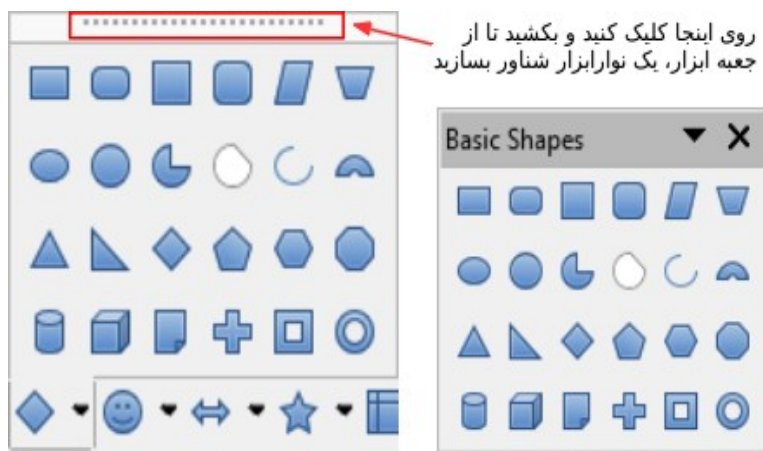 روی اینجا کلیک کنید و بکشید تا از
جعبه ابزار، یک نوارابزار شناور بسازید
Basic Shapes